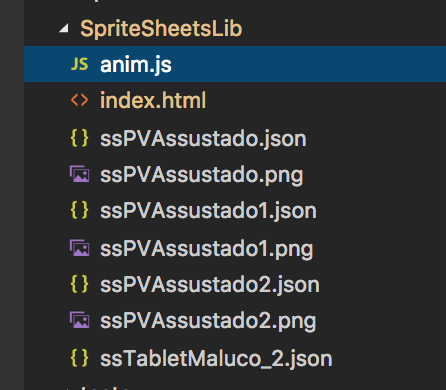 SpriteSheetsLib
JS anim.js
<> index.html
{ } ssPVAssustado.json
ssPVAssustado.png
{ } ssPVAssustado1.json
ssPVAssustado1.png
{ } ssPVAssustado2.json
ssPVAssustado2.png
{ } ssTabletMaluco_2.json